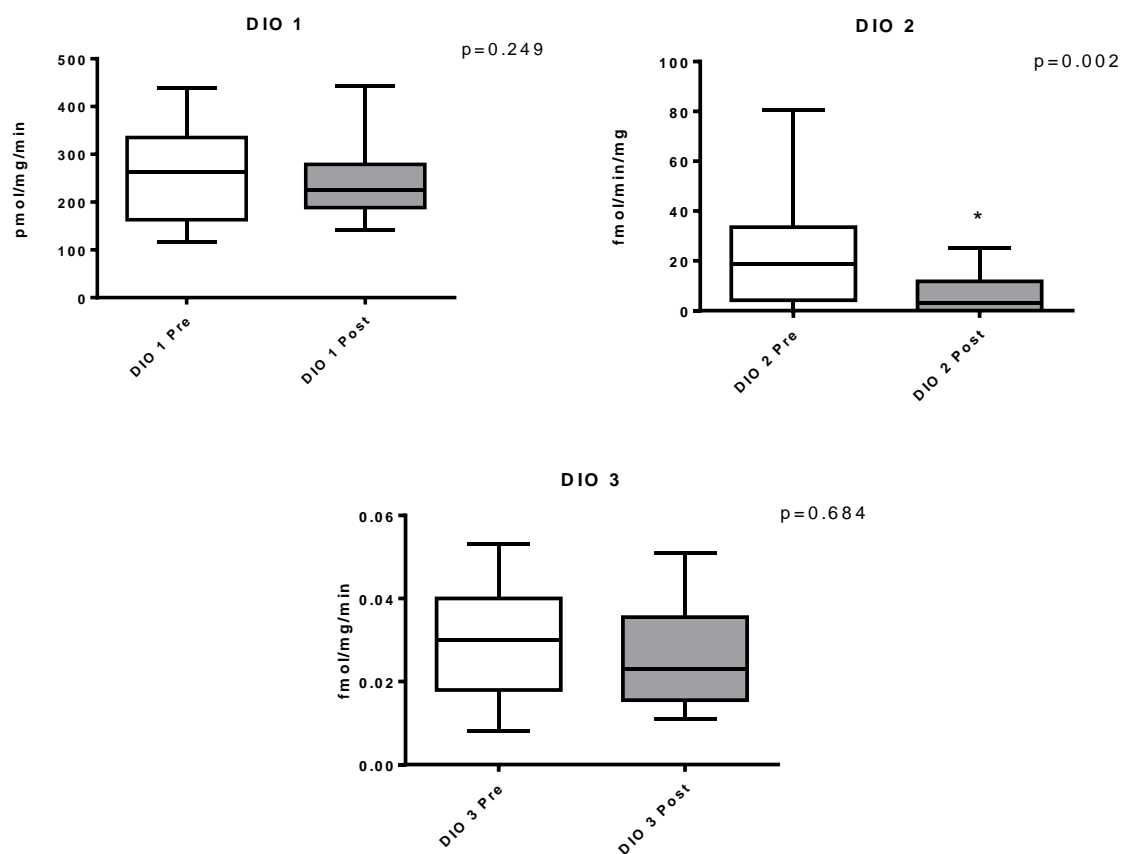 DIO 1
p=0.249
pmol/mg/min
500
400
300
200
100
0
DIO 1 Pre
DIO 1 Post
DIO 2
p=0.002
fmol/min/mg
100
80
60
40
20
0
*
DIO 2 Pre
DIO 2 Post
DIO 3
p=0.684
fmol/mg/min
0.06
0.04
0.02
0.00
DIO 3 Pre
DIO 3 Post